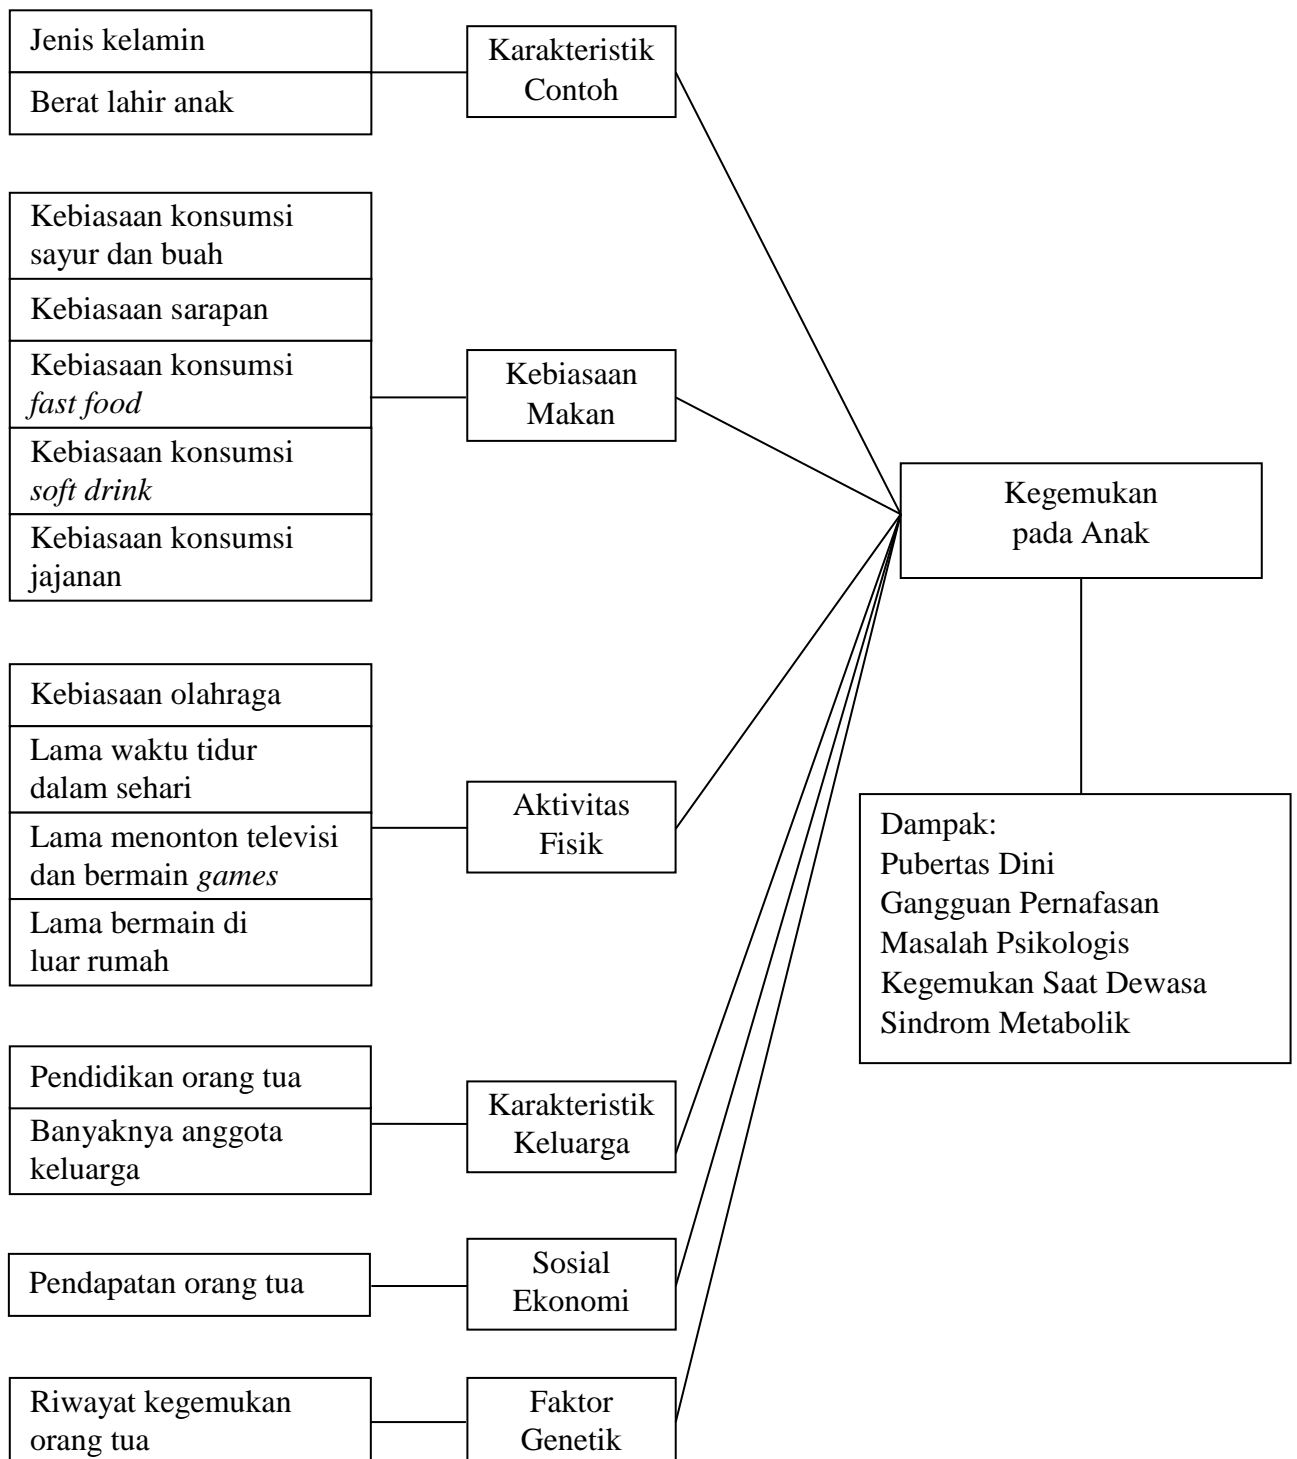 Jenis kelamin
Berat lahir anak
Karakteristik
Contoh
Kebiasaan konsumsi
sayur dan buah
Kebiasaan sarapan
Kebiasaan konsumsi
fast food
Kebiasaan konsumsi
soft drink
Kebiasaan konsumsi
jajanan
Kebiasaan
Makan
Kebiasaan olahraga
Lama waktu tidur
dalam sehari
Lama menonton televisi
dan bermain games
Lama bermain di
luar rumah
Aktivitas
Fisik
Pendidikan orang tua
Banyaknya anggota
keluarga
Karakteristik
Keluarga
Pendapatan orang tua
Sosial
Ekonomi
Riwayat kegemukan
orang tua
Faktor
Genetik
Kegemukan
pada Anak
Dampak:
Pubertas Dini
Gangguan Pernafasan
Masalah Psikologis
Kegemukan Saat Dewasa
Sindrom Metabolik